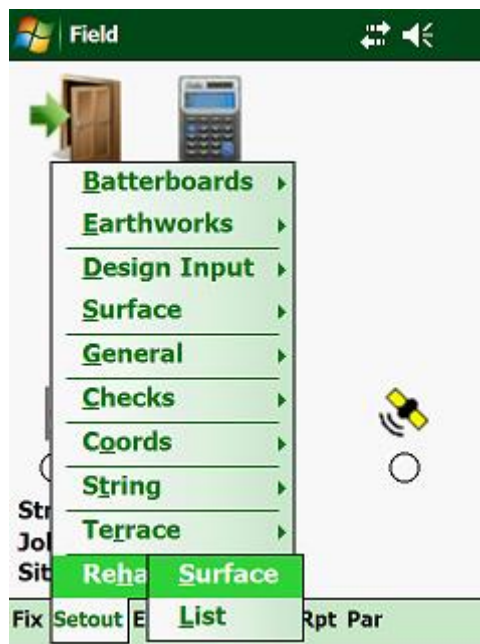 Field
Batterboards
Earthworks
Design Input
Surface
General
Checks
Coords
String
Str
Terrace
Jol
Sit Reha Surface
List
Fix Setout E Rpt Par